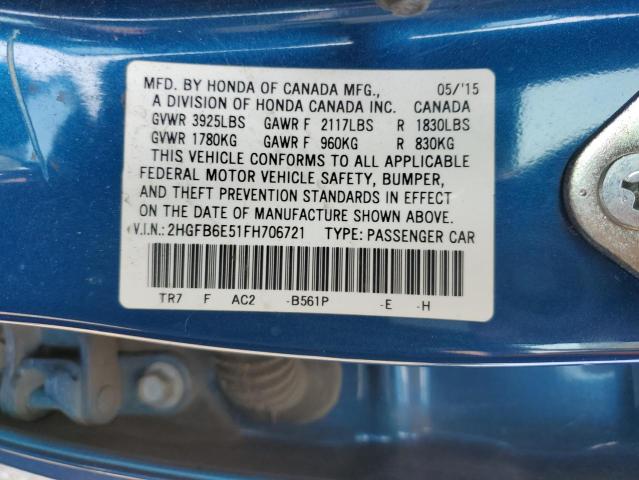 MFD. BY HONDA OF CANADA MFG., 05/'15
A DIVISION OF HONDA CANADA INC. CANADA
GVWR 3925LBS GAWR F 2117LBS R 1830LBS
GVWR 1780KG GAWR F 960KG R 830KG
THIS VEHICLE CONFORMS TO ALL APPLICABLE
FEDERAL MOTOR VEHICLE SAFETY, BUMPER,
AND THEFT PREVENTION STANDARDS IN EFFECT
ON THE DATE OF MANUFACTURE SHOWN ABOVE.
V.I.N.: 2HGFB6E51FH706721 TYPE: PASSENGER CAR
TR7 F AC2 -B561P -E -H